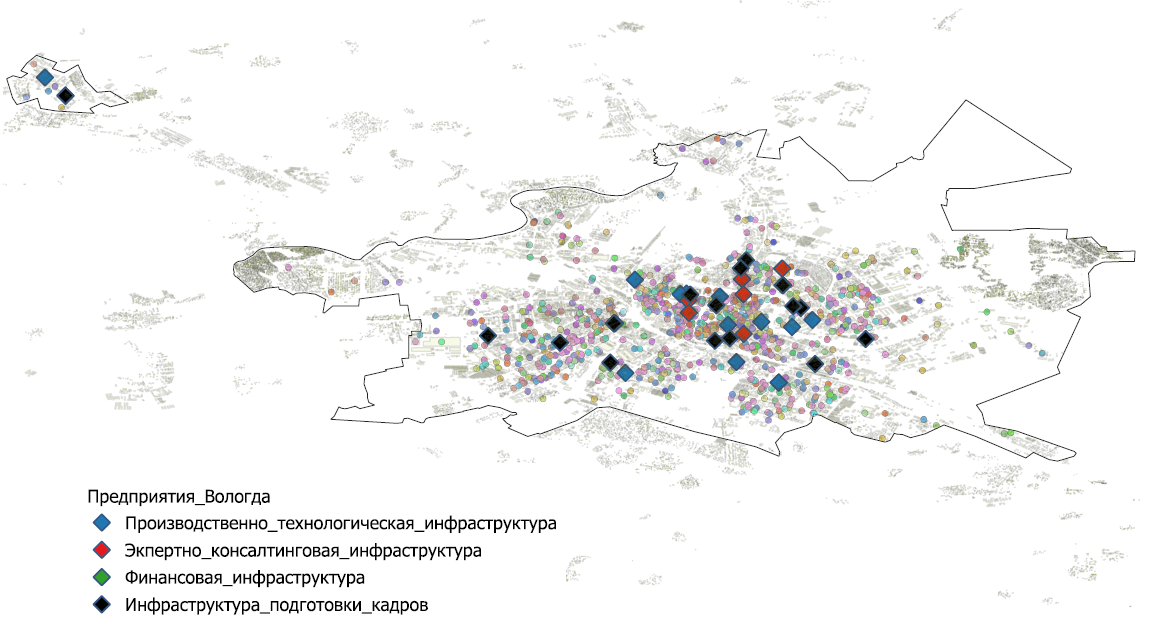 Предприятия_Вологда
Производственно_технологическая_инфраструктура
Экпертно_консалтинговая_инфраструктура
Финансовая_инфраструктура
Инфраструктура_подготовки_кадров